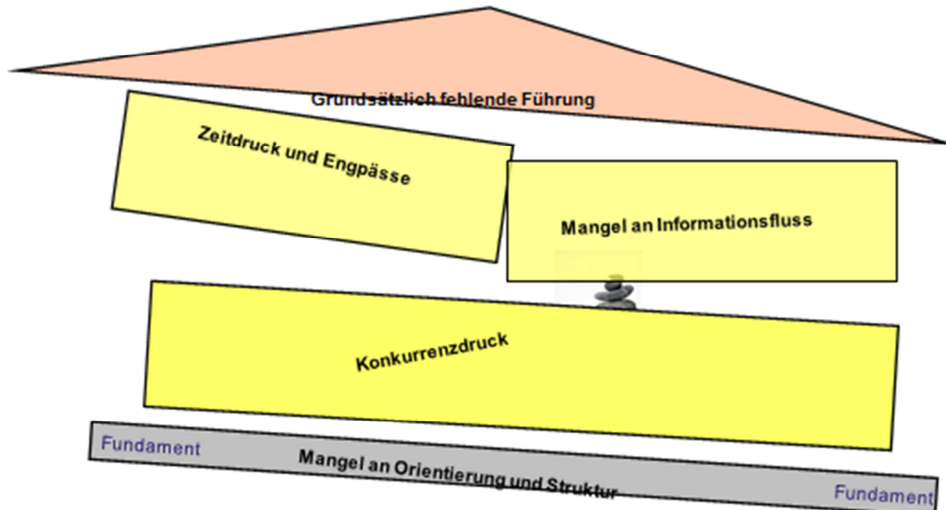 Grundsätzlich fehlende Führung
Zeitdruck und Engpässe
Mangel an Informationsfluss
Konkurrenzdruck
Fundament
Mangel an Orientierung und Struktur
Fundament